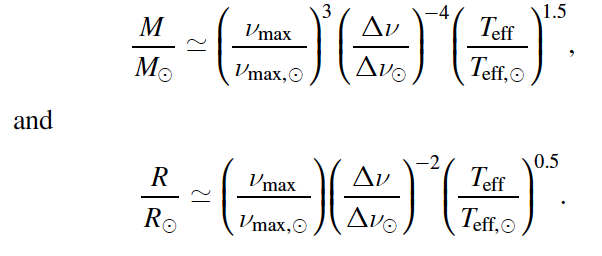 M/M⊙ ≃ (ν_max/ν_max,⊙)^3 (Δν/Δν⊙)^−4 (T_eff/T_eff,⊙)^1.5,
and
R/R⊙ ≃ (ν_max/ν_max,⊙) (Δν/Δν⊙)^−2 (T_eff/T_eff,⊙)^0.5.